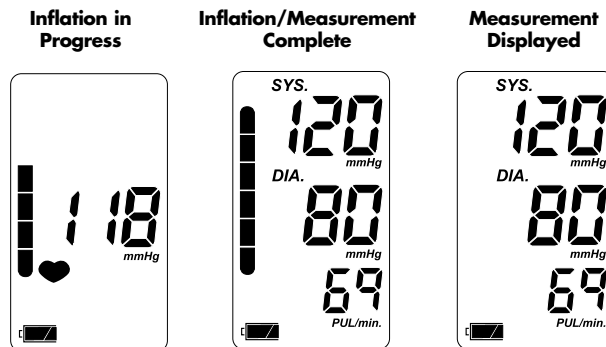 Inflation in
Progress
118
mmHg
Inflation/Measurement
Complete
SYS.
120
mmHg
DIA.
80
mmHg
69
PUL/min.
Measurement
Displayed
SYS.
120
mmHg
DIA.
80
mmHg
69
PUL/min.